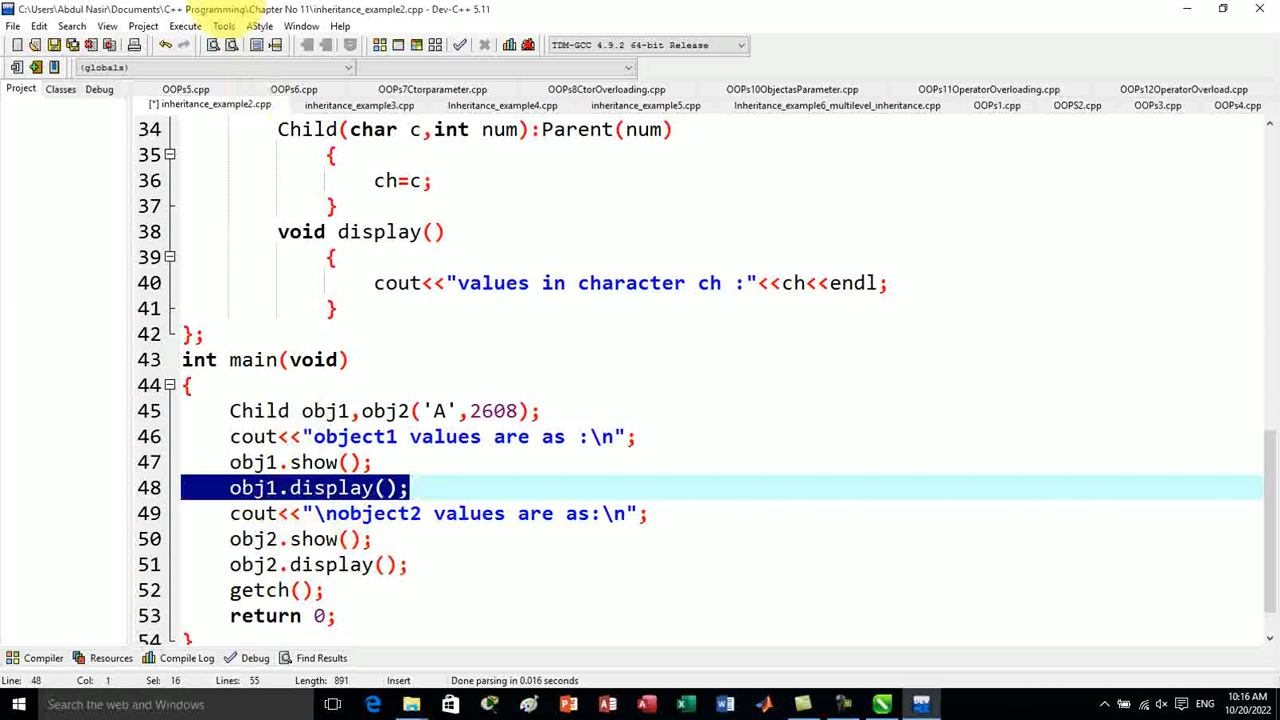 C:\Users\Abdul Nasir\Documents\C++ Programming\Chapter No 11\inheritance_example2.cpp - Dev-C++ 5.11
File Edit Search View Project Execute Tools AStyle Window Help
TDM-GCC 4.9.2 64-bit Release
(globals)
Project Classes Debug
OOPs5.cpp OOPs6.cpp OOPs7Ctorparameter.cpp OOPs8CtorOverloading.cpp OOPs10ObjectasParameter.cpp OOPs11OperatorOverloading.cpp OOPs12OperatorOverload.cpp
[*] inheritance_example2.cpp inheritance_example3.cpp Inheritance_example4.cpp inheritance_example5.cpp Inheritance_example6_multilevel_inheritance.cpp OOPs1.cpp OOPS2.cpp OOPs3.cpp OOPs4.cpp
34 Child(char c,int num):Parent(num)
35 {
36 ch=c;
37 }
38 void display()
39 {
40 cout<<"values in character ch :"<<ch<<endl;
41 }
42 };
43 int main(void)
44 {
45 Child obj1,obj2('A',2608);
46 cout<<"object1 values are as :\n";
47 obj1.show();
48 obj1.display();
49 cout<<"\nobject2 values are as:\n";
50 obj2.show();
51 obj2.display();
52 getch();
53 return 0;
54 }
Compiler Resources Compile Log Debug Find Results
Line: 48 Col: 1 Sel: 16 Lines: 55 Length: 891 Insert Done parsing in 0.016 seconds
Search the web and Windows
ENG
10:16 AM
10/20/2022